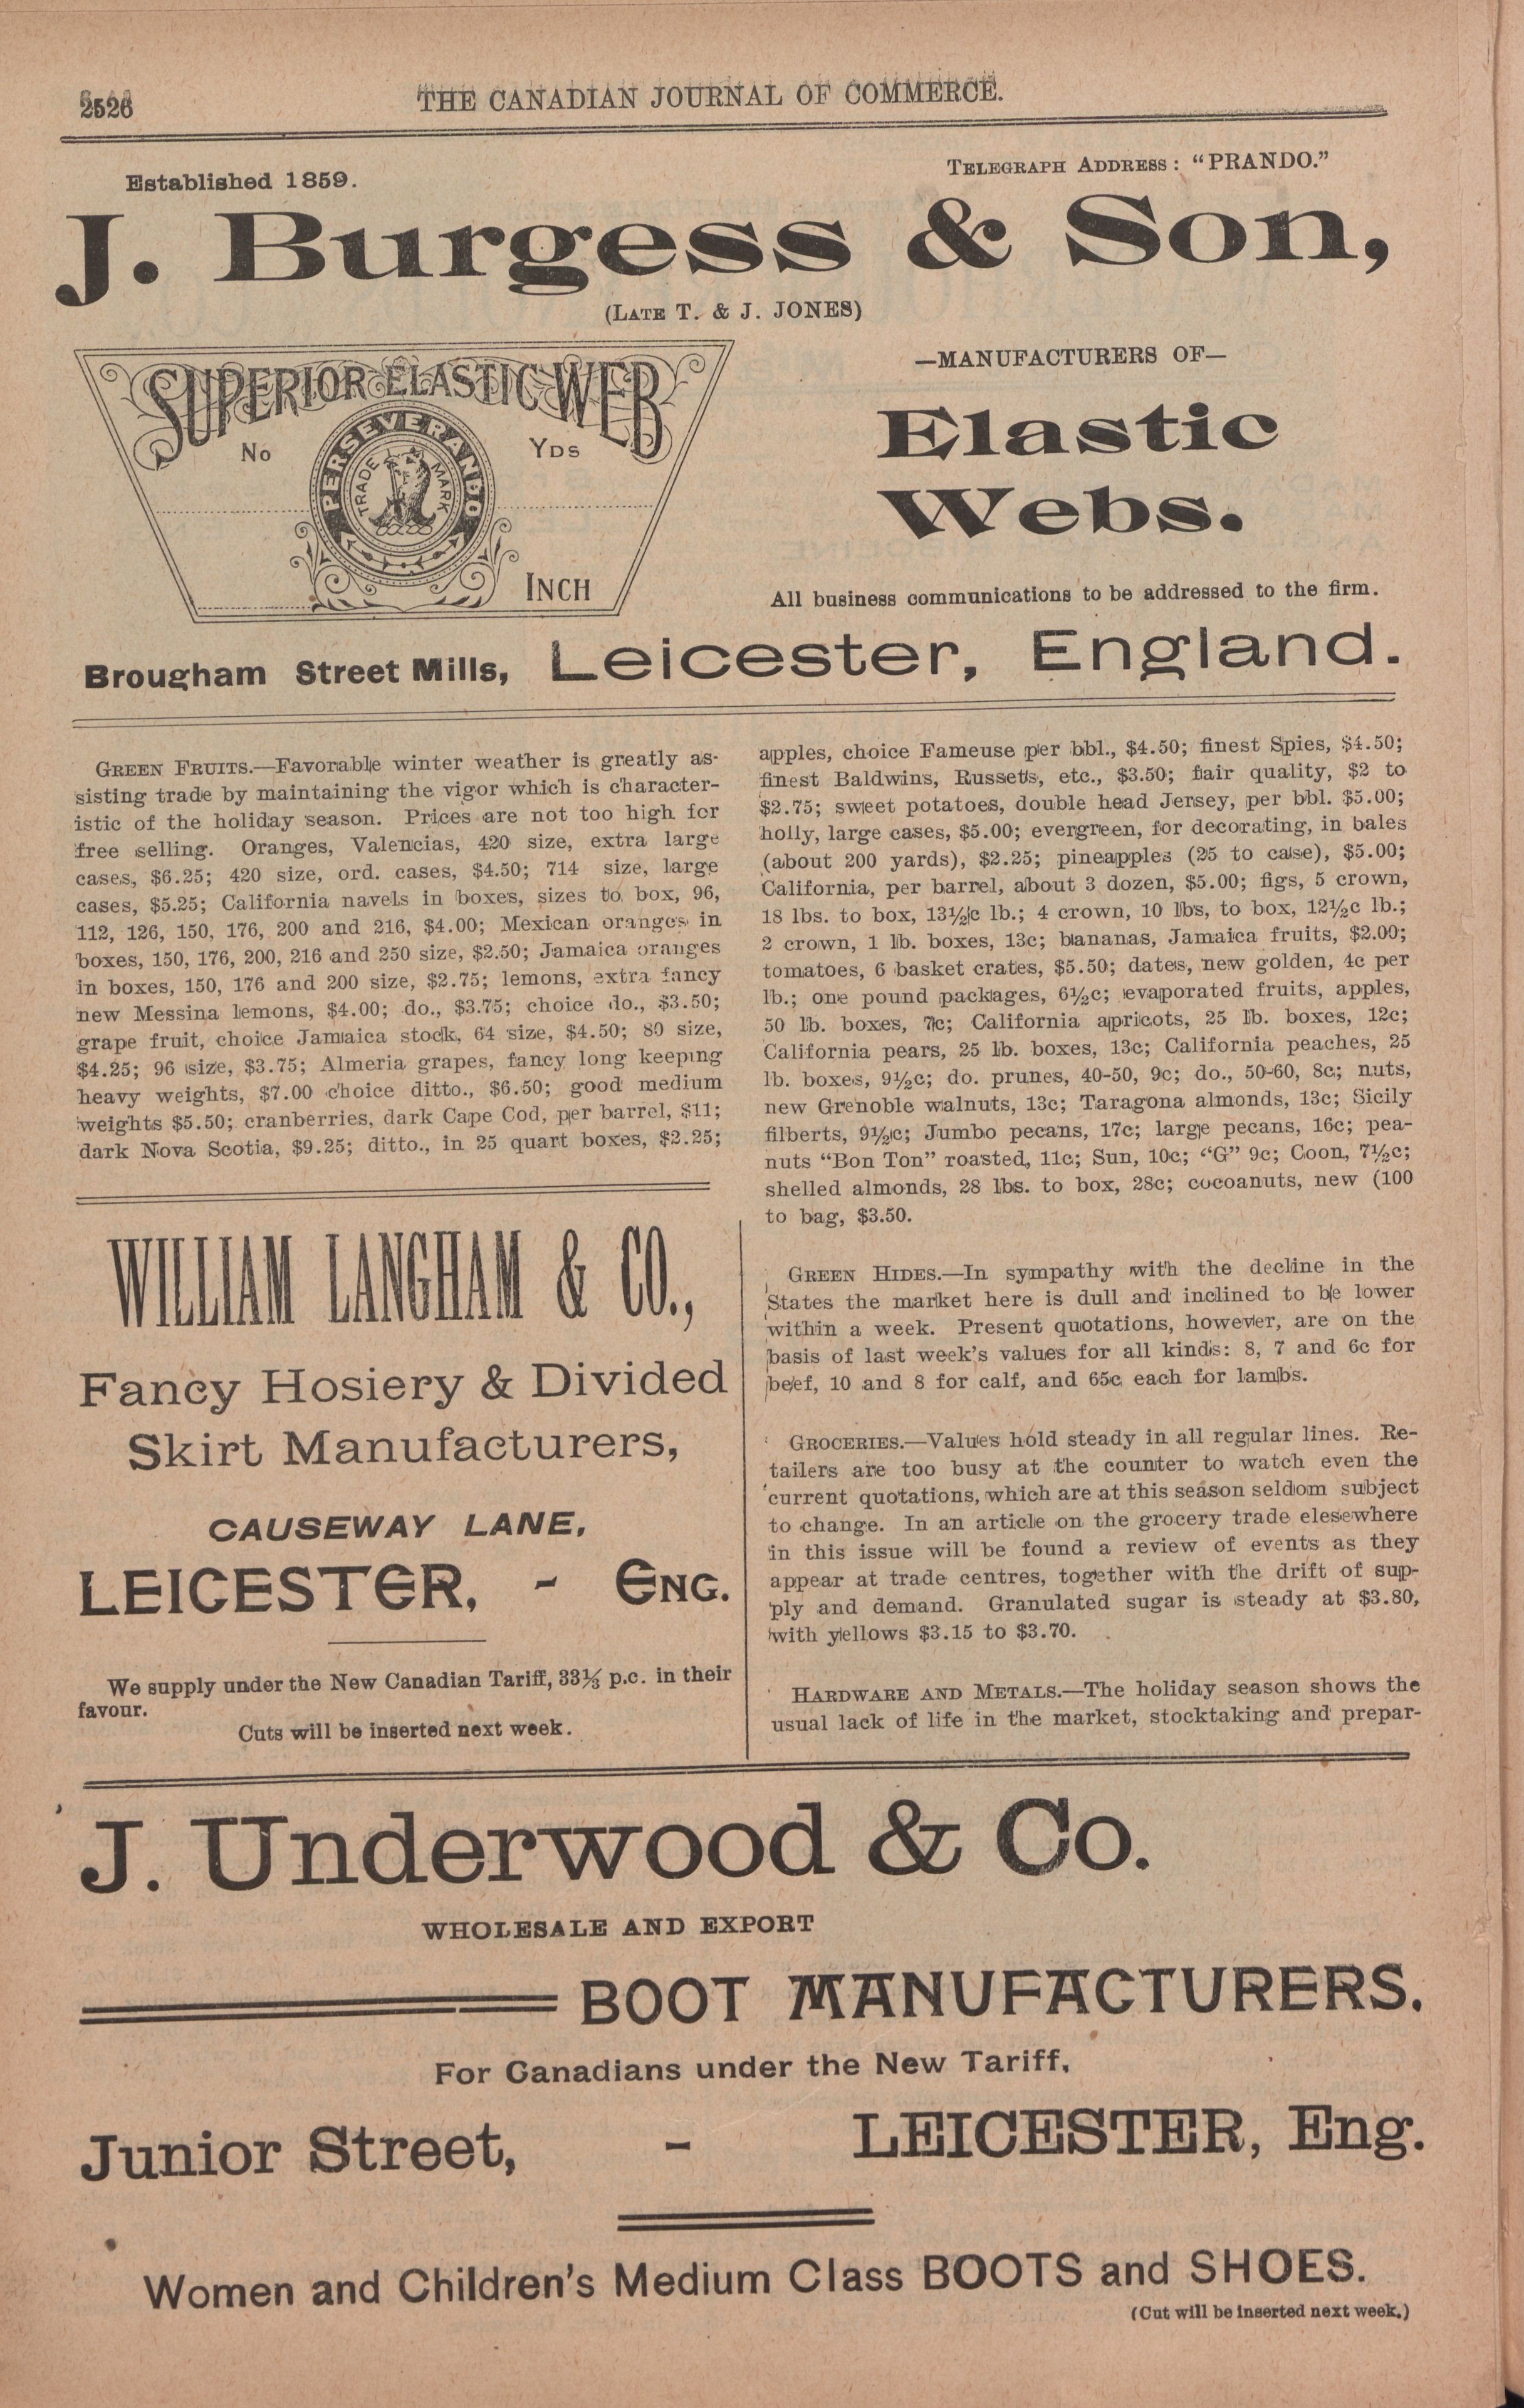 2526
THE CANADIAN JOURNAL OF COMMERCE.
Established 1859.
TELEGRAPH ADDRESS: “PRANDO.”
J. Burgess & Son,
(LATE T. & J. JONES)
SUPERIOR ELASTIC WEB
No
YDS
PERSEVERANDO
TRADE MARK
INCH
—MANUFACTURERS OF—
Elastic
Webs.
All business communications to be addressed to the firm.
Brougham Street Mills, Leicester, England.
GREEN FRUITS.—Favorable winter weather is greatly as-
sisting trade by maintaining the vigor which is character-
istic of the holiday season. Prices are not too high for
free selling. Oranges, Valencias, 420 size, extra large
cases, $6.25; 420 size, ord. cases, $4.50; 714 size, large
cases, $5.25; California navels in boxes, sizes to box, 96,
112, 126, 150, 176, 200 and 216, $4.00; Mexican oranges in
boxes, 150, 176, 200, 216 and 250 size, $2.50; Jamaica oranges
in boxes, 150, 176 and 200 size, $2.75; lemons, extra fancy
new Messina lemons, $4.00; do., $3.75; choice do., $3.50;
grape fruit, choice Jamaica stock, 64 size, $4.50; 80 size,
$4.25; 96 size, $3.75; Almeria grapes, fancy long keeping
heavy weights, $7.00 choice ditto., $6.50; good medium
weights $5.50; cranberries, dark Cape Cod, per barrel, $11;
dark Nova Scotia, $9.25; ditto., in 25 quart boxes, $2.25;
WILLIAM LANGHAM & CO.,
Fancy Hosiery & Divided
Skirt Manufacturers,
CAUSEWAY LANE,
LEICESTER, - ENG.
We supply under the New Canadian Tariff, 33⅓ p.c. in their
favour.
Cuts will be inserted next week.
apples, choice Fameuse per bbl., $4.50; finest Spies, $4.50;
finest Baldwins, Russetts, etc., $3.50; fair quality, $2 to
$2.75; sweet potatoes, double head Jersey, per bbl. $5.00;
holly, large cases, $5.00; evergreen, for decorating, in bales
(about 200 yards), $2.25; pineapples (25 to case), $5.00;
California, per barrel, about 3 dozen, $5.00; figs, 5 crown,
18 lbs. to box, 13½c lb.; 4 crown, 10 lbs, to box, 12½c lb.;
2 crown, 1 lb. boxes, 13c; bananas, Jamaica fruits, $2.00;
tomatoes, 6 basket crates, $5.50; dates, new golden, 4c per
lb.; one pound packages, 6½c; evaporated fruits, apples,
50 lb. boxes, 7c; California apricots, 25 lb. boxes, 12c;
California pears, 25 lb. boxes, 13c; California peaches, 25
lb. boxes, 9½c; do. prunes, 40-50, 9c; do., 50-60, 8c; nuts,
new Grenoble walnuts, 13c; Taragona almonds, 13c; Sicily
filberts, 9½c; Jumbo pecans, 17c; large pecans, 16c; pea-
nuts “Bon Ton” roasted, 11c; Sun, 10c; “G” 9c; Coon, 7½c;
shelled almonds, 28 lbs. to box, 28c; cocoanuts, new (100
to bag, $3.50.
GREEN HIDES.—In sympathy with the decline in the
States the market here is dull and inclined to be lower
within a week. Present quotations, however, are on the
basis of last week’s values for all kinds: 8, 7 and 6c for
beef, 10 and 8 for calf, and 65c each for lambs.
GROCERIES.—Values hold steady in all regular lines. Re-
tailers are too busy at the counter to watch even the
current quotations, which are at this season seldom subject
to change. In an article on the grocery trade elesewhere
in this issue will be found a review of events as they
appear at trade centres, together with the drift of sup-
ply and demand. Granulated sugar is steady at $3.80,
with yellows $3.15 to $3.70.
HARDWARE AND METALS.—The holiday season shows the
usual lack of life in the market, stocktaking and prepar-
J. Underwood & Co.
WHOLESALE AND EXPORT
BOOT MANUFACTURERS.
For Canadians under the New Tariff,
Junior Street, - LEICESTER, Eng.
Women and Children's Medium Class BOOTS and SHOES.
(Cut will be inserted next week.)